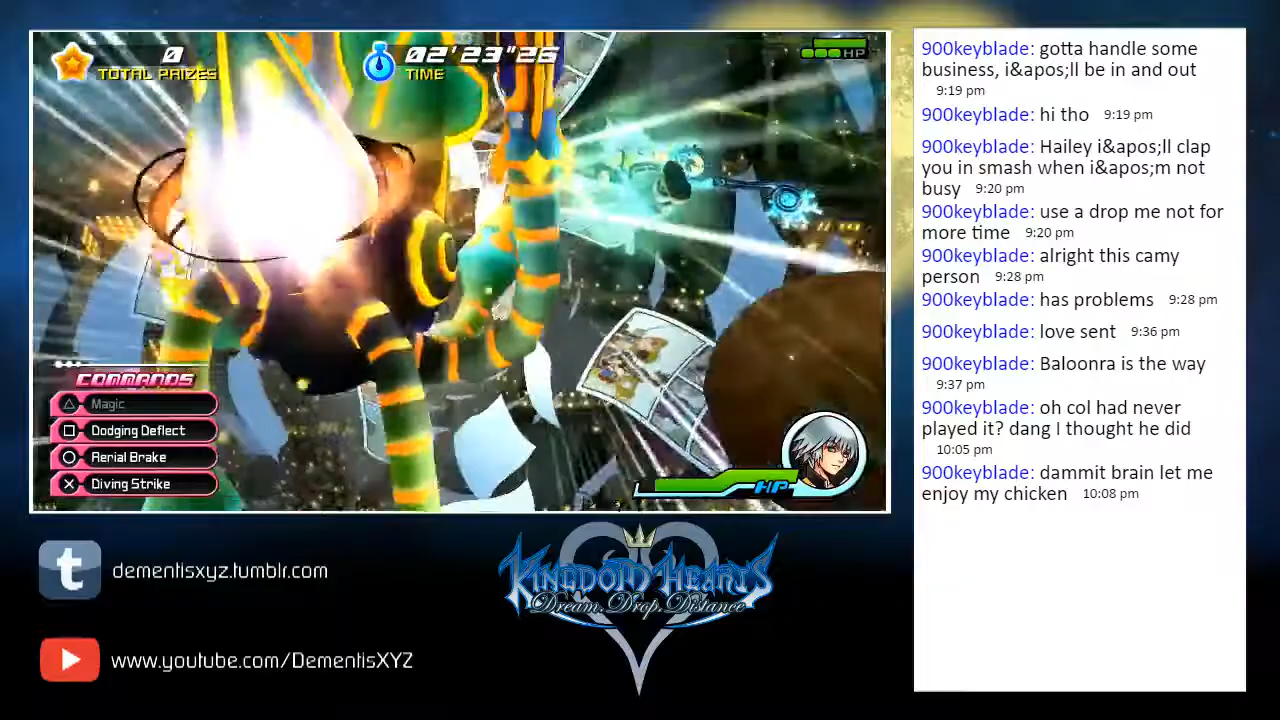 0
TOTAL PRIZES
02'23"26
TIME
HP
COMMANDS
Magic
Dodging Deflect
Aerial Brake
Diving Strike
HP
900keyblade: gotta handle some
business, i&apos;ll be in and out
9:19 pm
900keyblade: hi tho 9:19 pm
900keyblade: Hailey i&apos;ll clap
you in smash when i&apos;m not
busy 9:20 pm
900keyblade: use a drop me not for
more time 9:20 pm
900keyblade: alright this camy
person 9:28 pm
900keyblade: has problems 9:28 pm
900keyblade: love sent 9:36 pm
900keyblade: Baloonra is the way
9:37 pm
900keyblade: oh col had never
played it? dang I thought he did
10:05 pm
900keyblade: dammit brain let me
enjoy my chicken 10:08 pm
t
dementisxyz.tumblr.com
www.youtube.com/DementisXYZ
KINGDOM HEARTS
Dream.Drop.Distance